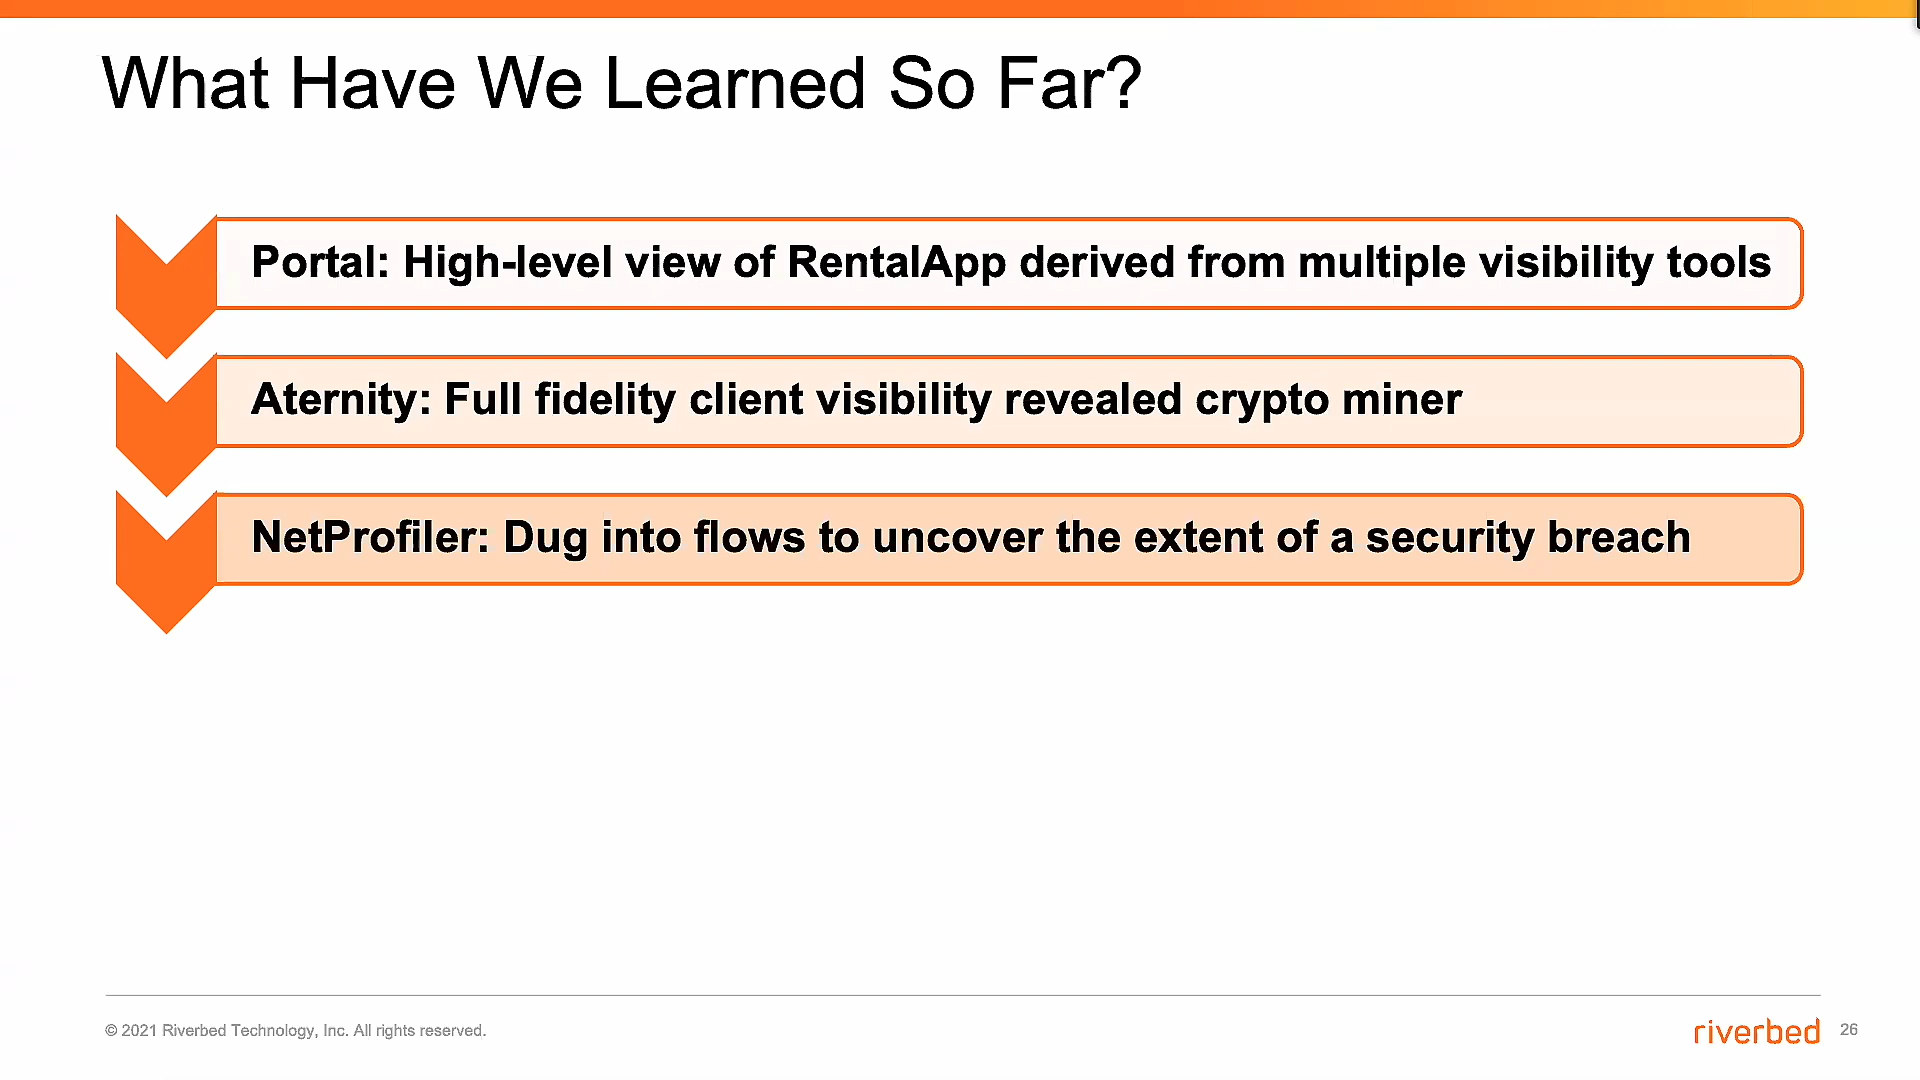 What Have We Learned So Far?
Portal: High-level view of RentalApp derived from multiple visibility tools
Aternity: Full fidelity client visibility revealed crypto miner
NetProfiler: Dug into flows to uncover the extent of a security breach
© 2021 Riverbed Technology, Inc. All rights reserved.
riverbed
26